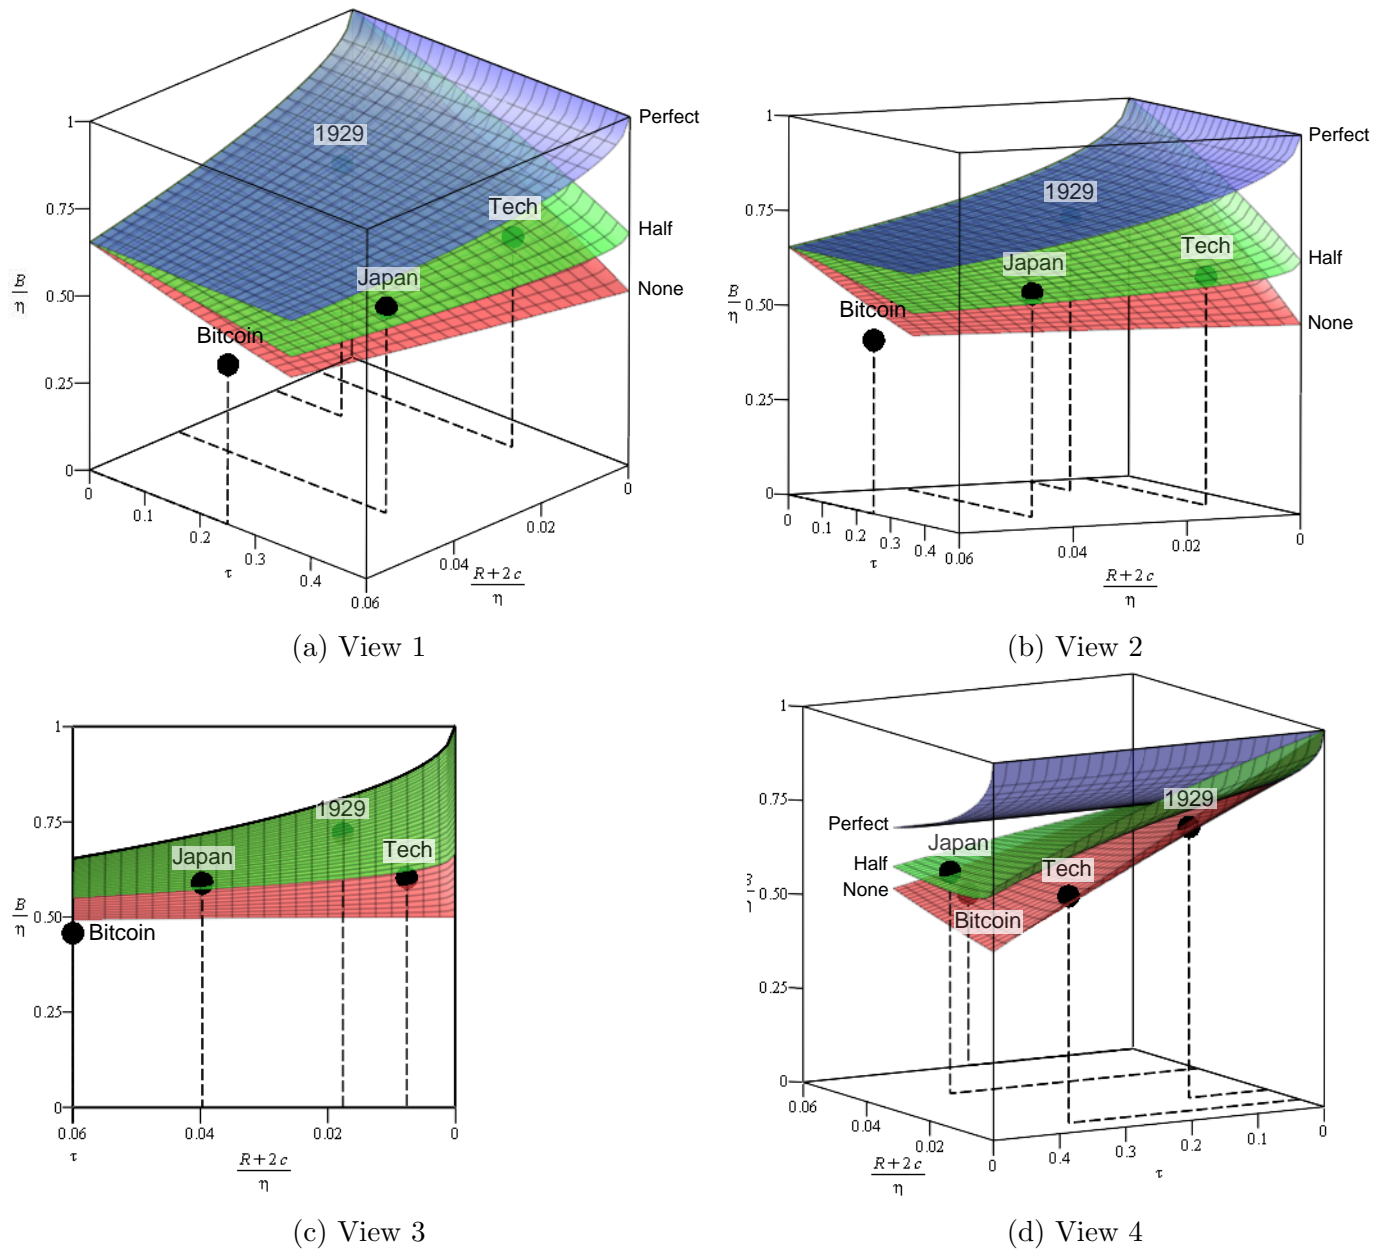 1
0.75
B
η
0.50
0.25
0
0
0.1
0.2
τ
0.3
0.4
0.06
0.04
R+2c
η
0.02
0
1929
Perfect
Tech
Half
Japan
None
Bitcoin
(a) View 1
1
0.75
B
η
0.50
0.25
0
0
0.1
0.2
τ
0.3
0.4
0.06
0.04
R+2c
η
0.02
0
Perfect
1929
Tech
Half
Japan
Bitcoin
None
(b) View 2
1
0.75
B
η
0.50
0.25
0
1929
Japan
Tech
Bitcoin
0.06
0.04
0.02
0
τ
R+2c
η
(c) View 3
1
0.75
0.50
0.25
0
1929
Perfect
Japan
Half
Tech
None
Bitcoin
0.06
0.04
0.02
R+2c
η
0
0.4
0.3
0.2
0.1
0
τ
(d) View 4